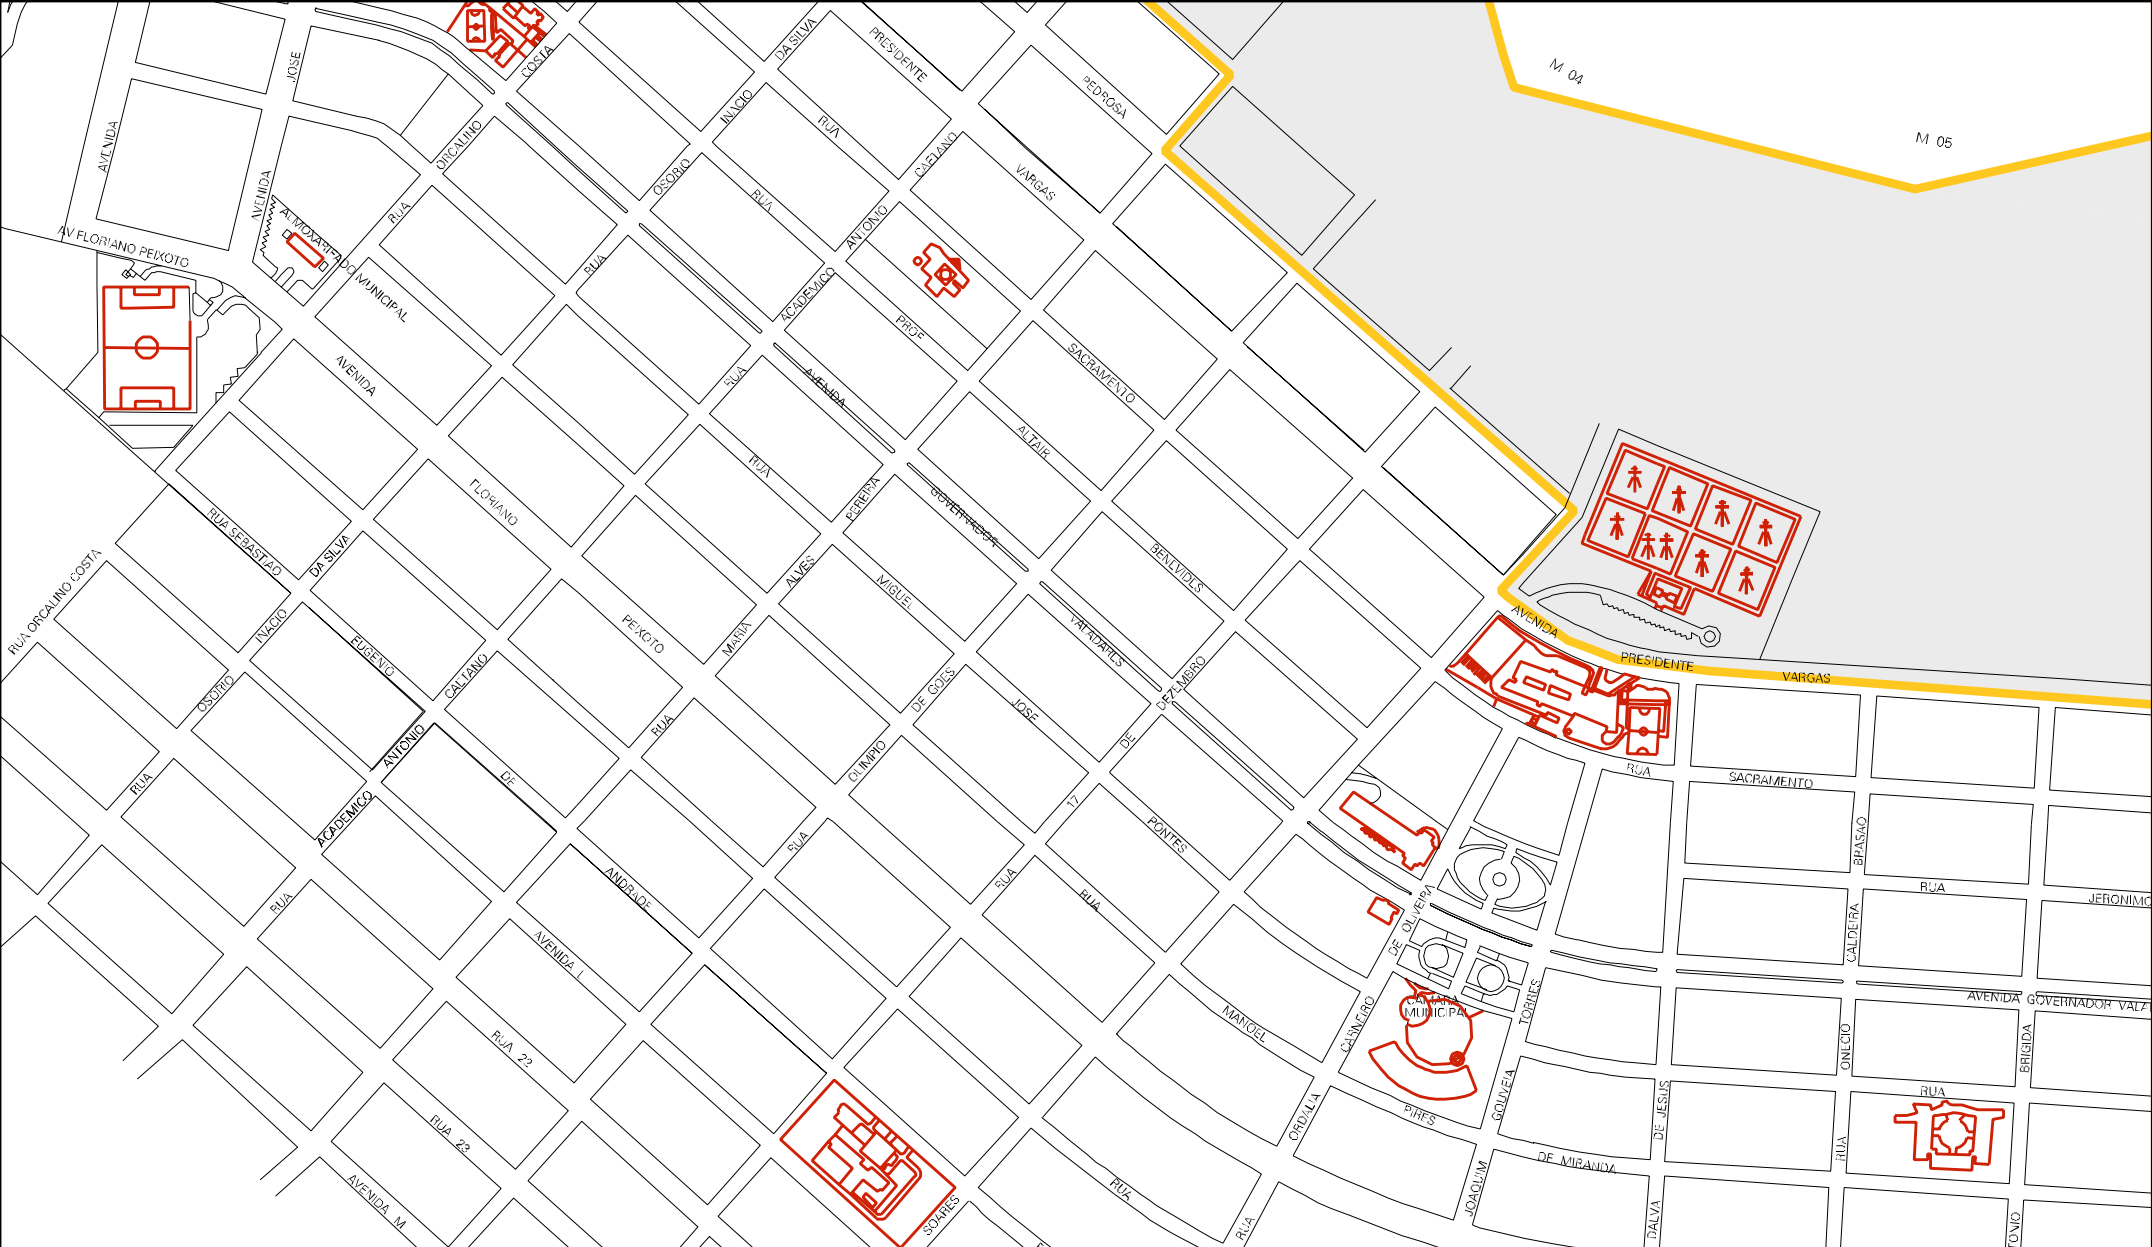 M 04
M 05
DA SILVA
PRESIDENTE
JOSE
COSTA
PEDROSA
INACIO
RUA
AVENIDA
ORCALINO
CAETANO
OSORIO
VARGAS
AVENIDA
RUA
RUA
ANTONIO
ALMOXARIFADO MUNICIPAL
AV FLORIANO PEIXOTO
RUA
ACADEMICO
PROF
AVENIDA
RUA
AVENIDA
SACRAMENTO
ALTAIR
RUA
FLORIANO
PEREIRA
GOVERNADOR
RUA SEBASTIAO
DA SILVA
RUA ORCALINO COSTA
ALVES
MIGUEL
BENEVIDES
INACIO
EUGENIO
PEIXOTO
MARIA
VALADARES
AVENIDA
PRESIDENTE
VARGAS
CAETANO
OSORIO
DE GOES
DEZEMBRO
JOSE
RUA
ANTONIO
DE
OLIMPIO
DE
RUA
SACRAMENTO
RUA
ACADEMICO
17
PONTES
RUA
BRASAO
RUA
RUA
JERONIMO
ANDRADE
RUA
RUA
DE OLIVEIRA
CALDEIRA
AVENIDA L
CAMARA
MUNICIPAL
TORRES
AVENIDA GOVERNADOR VALA
MANOEL
CARNEIRO
RUA 22
ONECIO
BRIGIDA
RUA
GOUVEIA
DE JESUS
PIRES
ORDALIA
RUA 23
RUA
DE MIRANDA
AVENIDA M
RUA
JOAQUIM
SOARES
RUA
DALVA